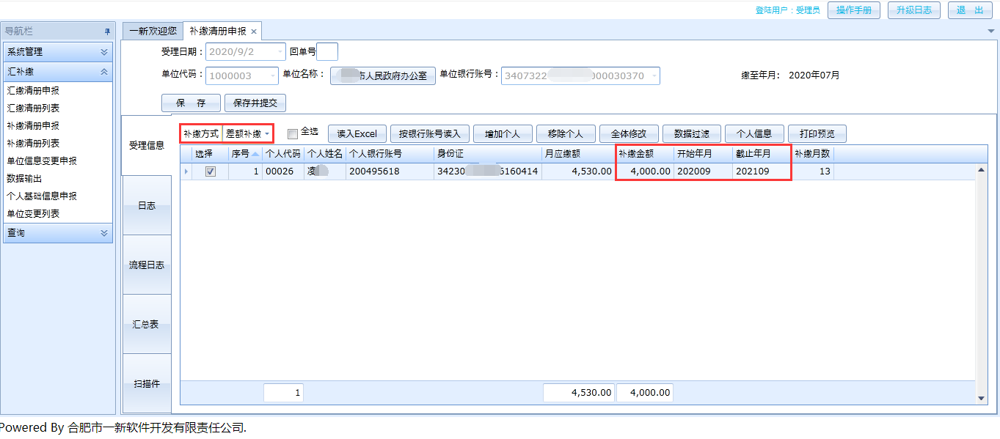 登陆用户：受理员 操作手册 升级日志 退 出
导航栏
系统管理
汇补缴
汇缴清册申报
汇缴清册列表
补缴清册申报
补缴清册列表
单位信息变更申报
数据输出
个人基础信息申报
单位变更列表
查询
一新欢迎您 补缴清册申报 ×
受理日期： 2020/9/2 回单号
单位代码： 1000003 单位名称： 市人民政府办公室 单位银行账号： 3407322 000030370 缴至年月: 2020年07月
保 存 保存并提交
受理信息
日志
流程日志
汇总表
扫描件
补缴方式 差额补缴 全选 读入Excel 按银行账号读入 增加个人 移除个人 全体修改 数据过滤 个人信息 打印预览
选择 序号 个人代码 个人姓名 个人银行账号 身份证 月应缴额 补缴金额 开始年月 截止年月 补缴月数
1 00026 凌 200495618 34230 6160414 4,530.00 4,000.00 202009 202109 13
1 4,530.00 4,000.00
Powered By 合肥市一新软件开发有限责任公司.